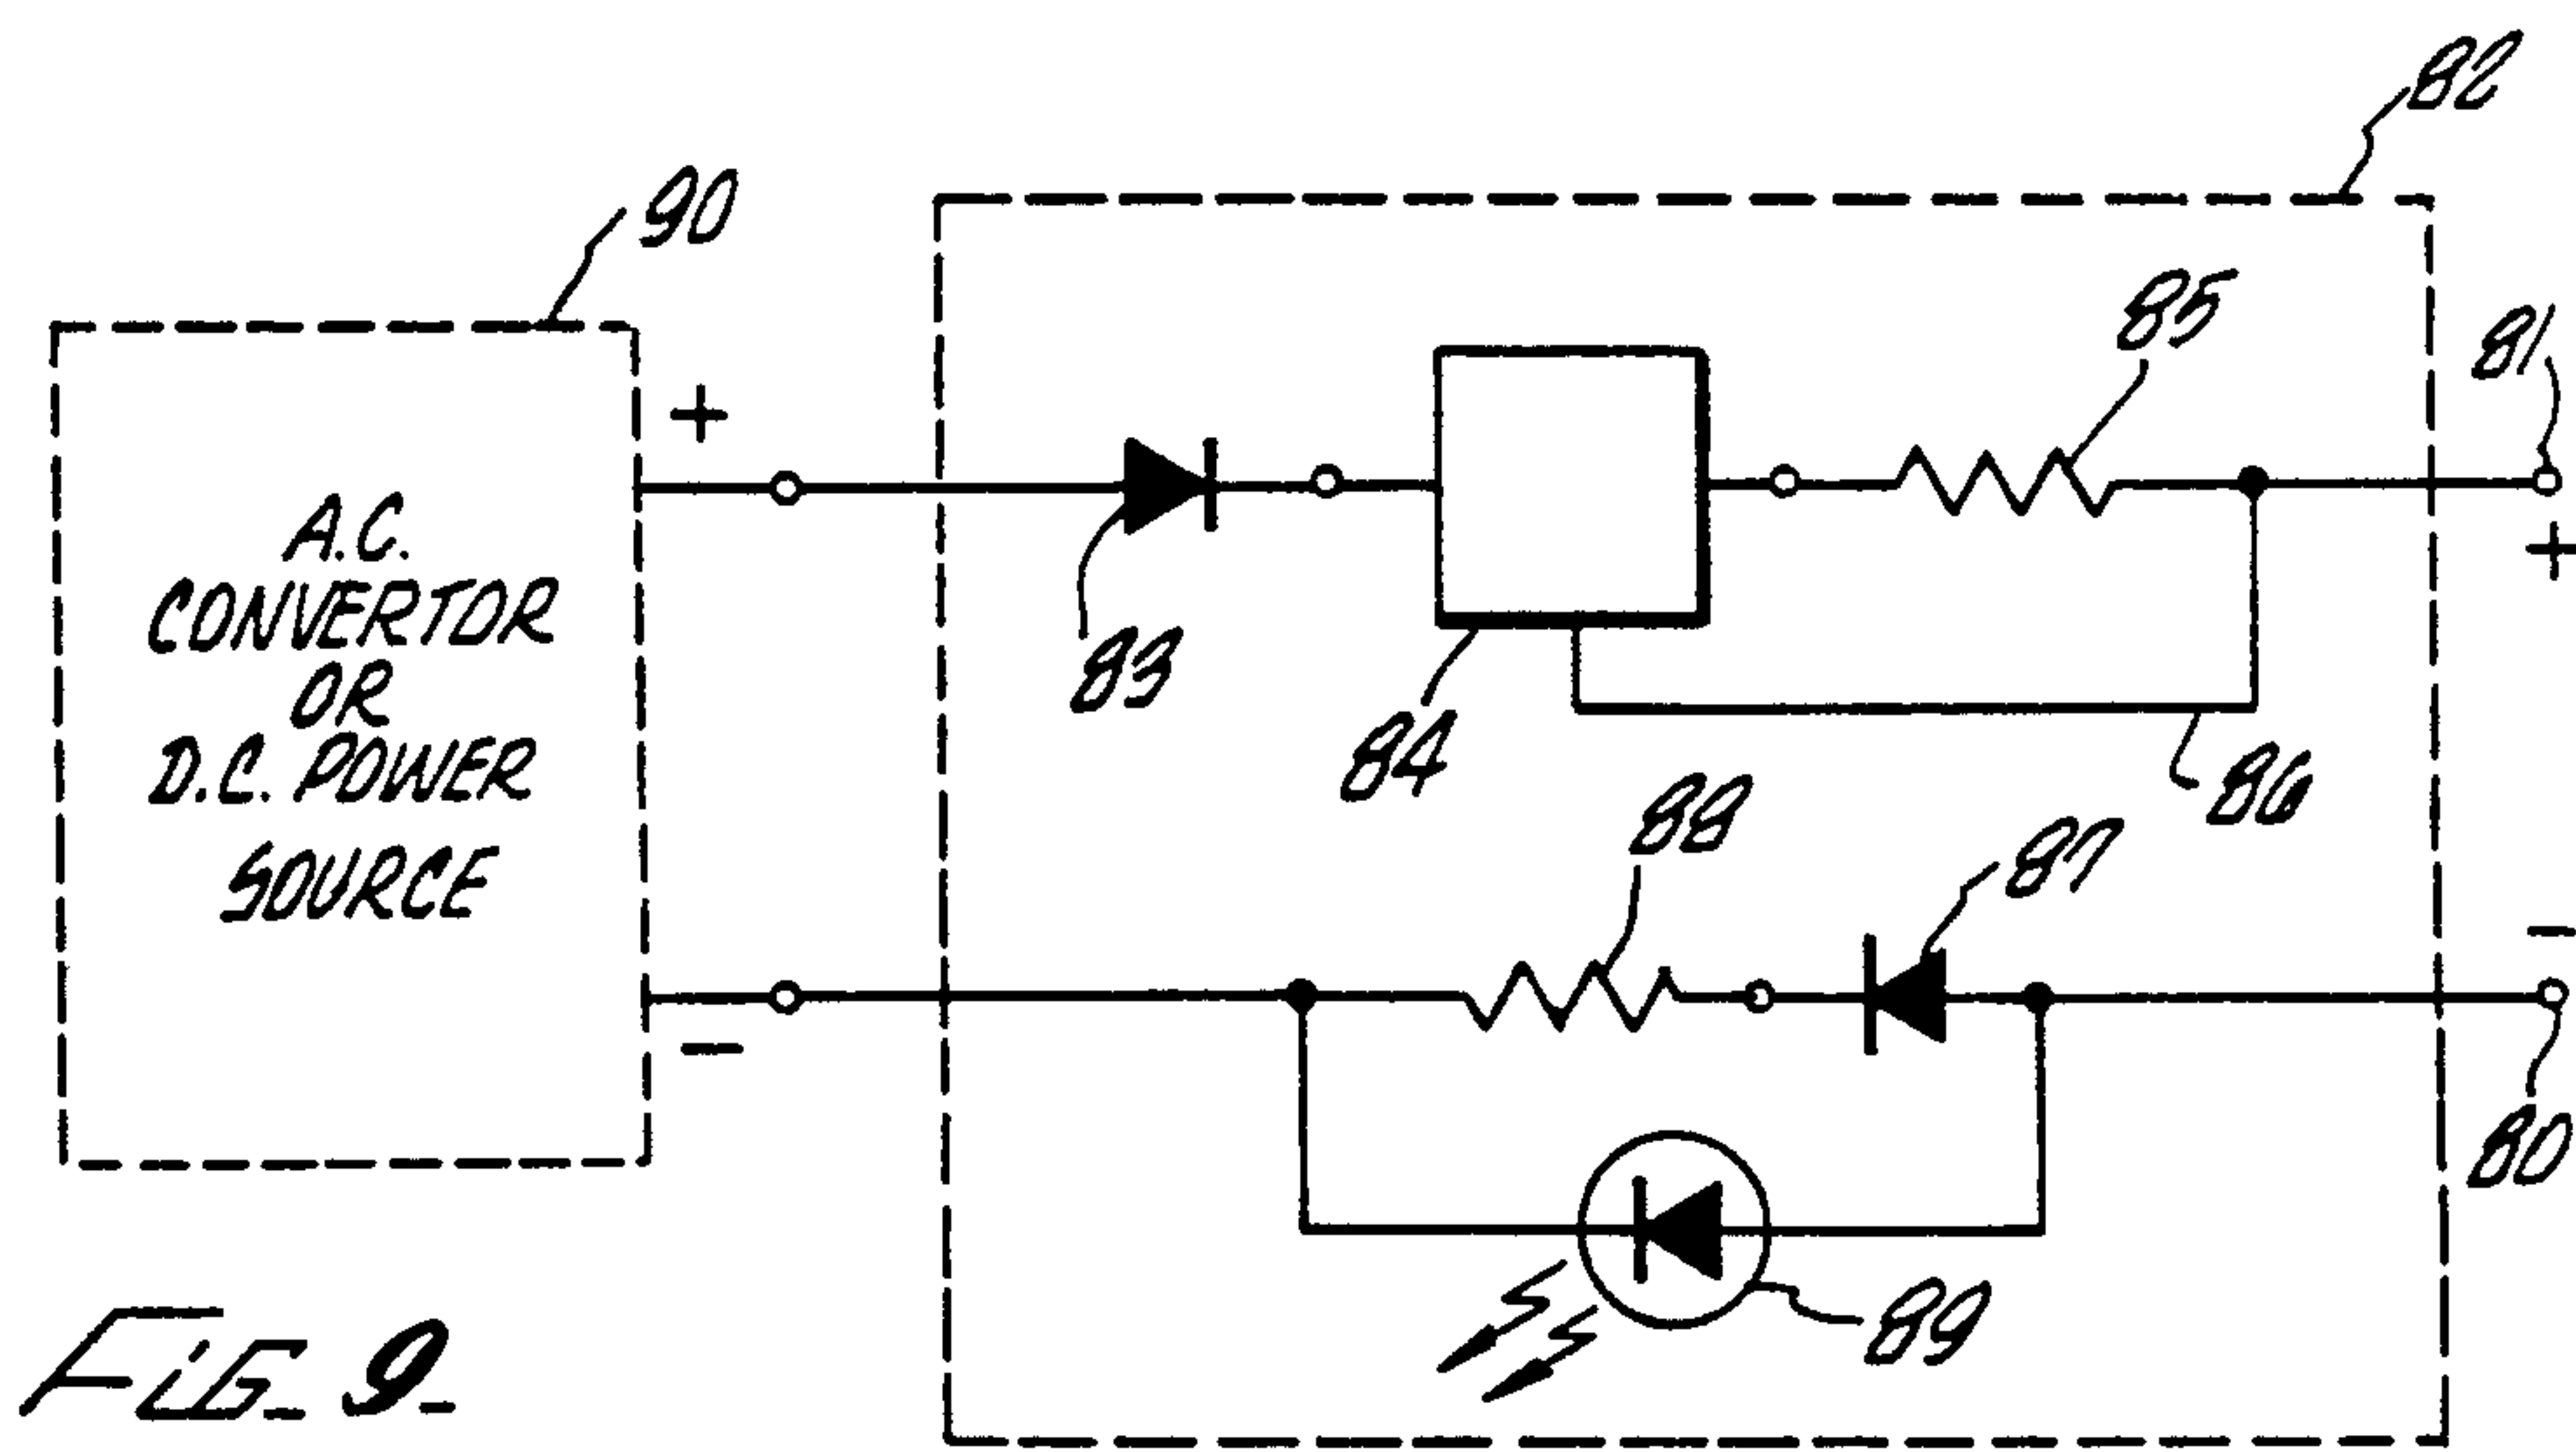 82
90
85
81
+
+
A.C.
CONVERTOR
OR
D.C. POWER
SOURCE
83
84
86
88
87
-
-
80
89
FIG. 9-